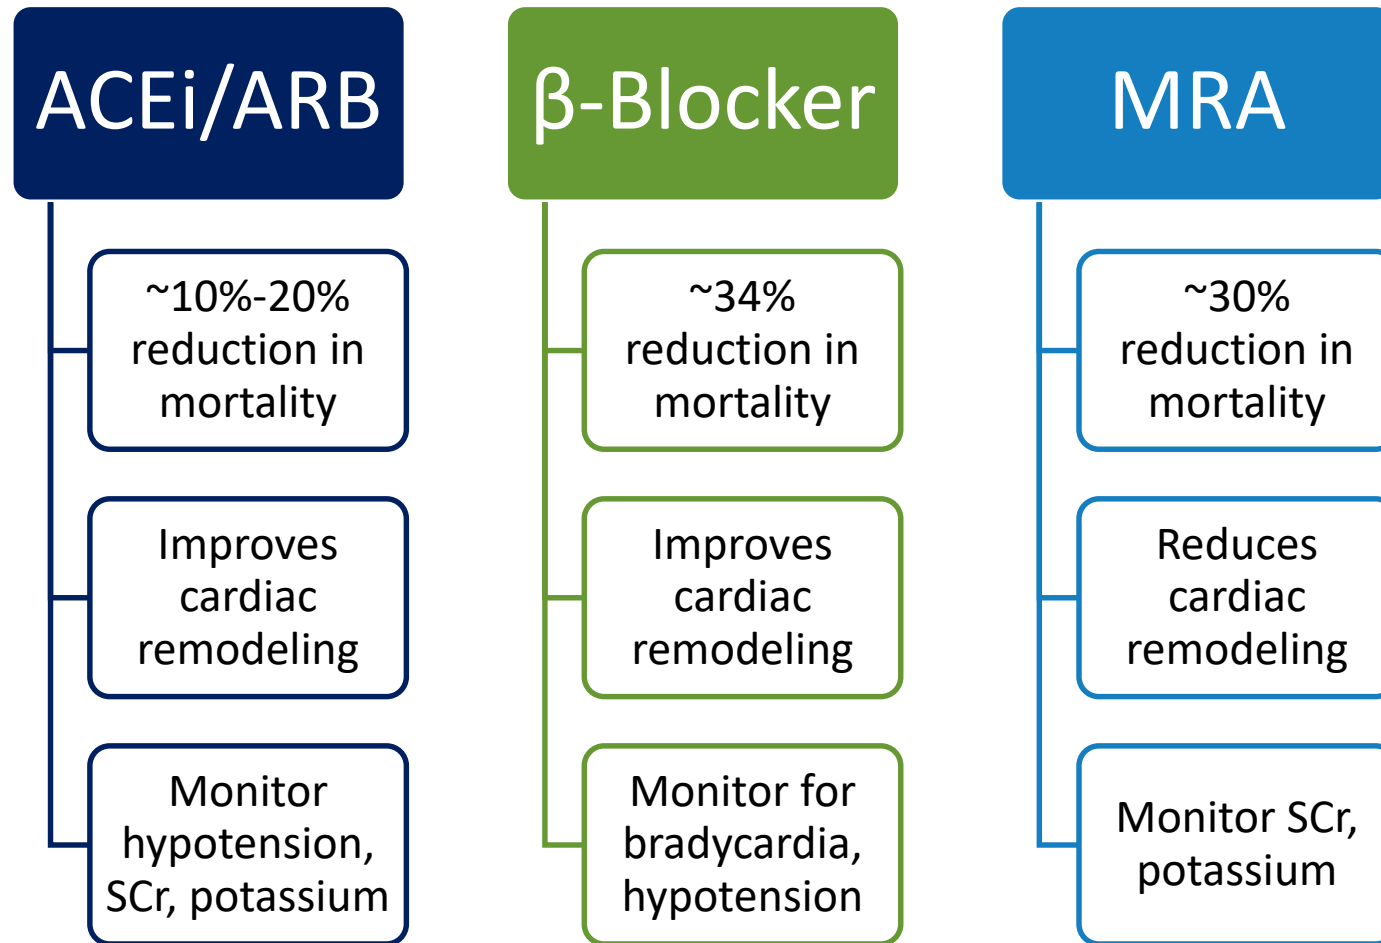 ACEi/ARB
~10%-20%
reduction in
mortality
Improves
cardiac
remodeling
Monitor
hypotension,
SCr, potassium
β-Blocker
~34%
reduction in
mortality
Improves
cardiac
remodeling
Monitor for
bradycardia,
hypotension
MRA
~30%
reduction in
mortality
Reduces
cardiac
remodeling
Monitor SCr,
potassium